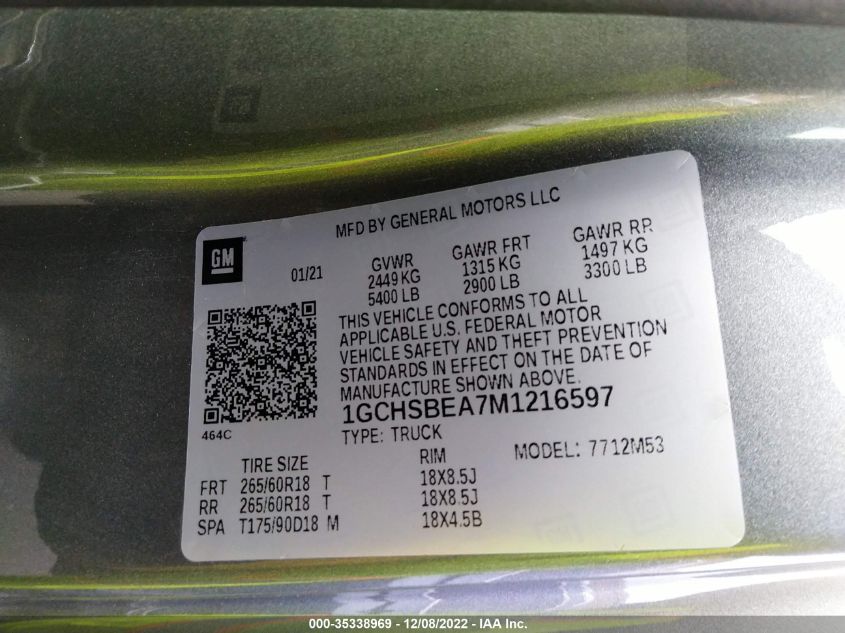 MFD BY GENERAL MOTORS LLC
GM
01/21
GVWR
2449 KG
5400 LB
GAWR FRT
1315 KG
2900 LB
GAWR RR
1497 KG
3300 LB
THIS VEHICLE CONFORMS TO ALL
APPLICABLE U.S. FEDERAL MOTOR
VEHICLE SAFETY AND THEFT PREVENTION
STANDARDS IN EFFECT ON THE DATE OF
MANUFACTURE SHOWN ABOVE.
1GCHSBEA7M1216597
464C
TYPE: TRUCK
MODEL: 7712M53
TIRE SIZE RIM
FRT 265/60R18 T 18X8.5J
RR 265/60R18 T 18X8.5J
SPA T175/90D18 M 18X4.5B
000-35338969 - 12/08/2022 - IAA Inc.